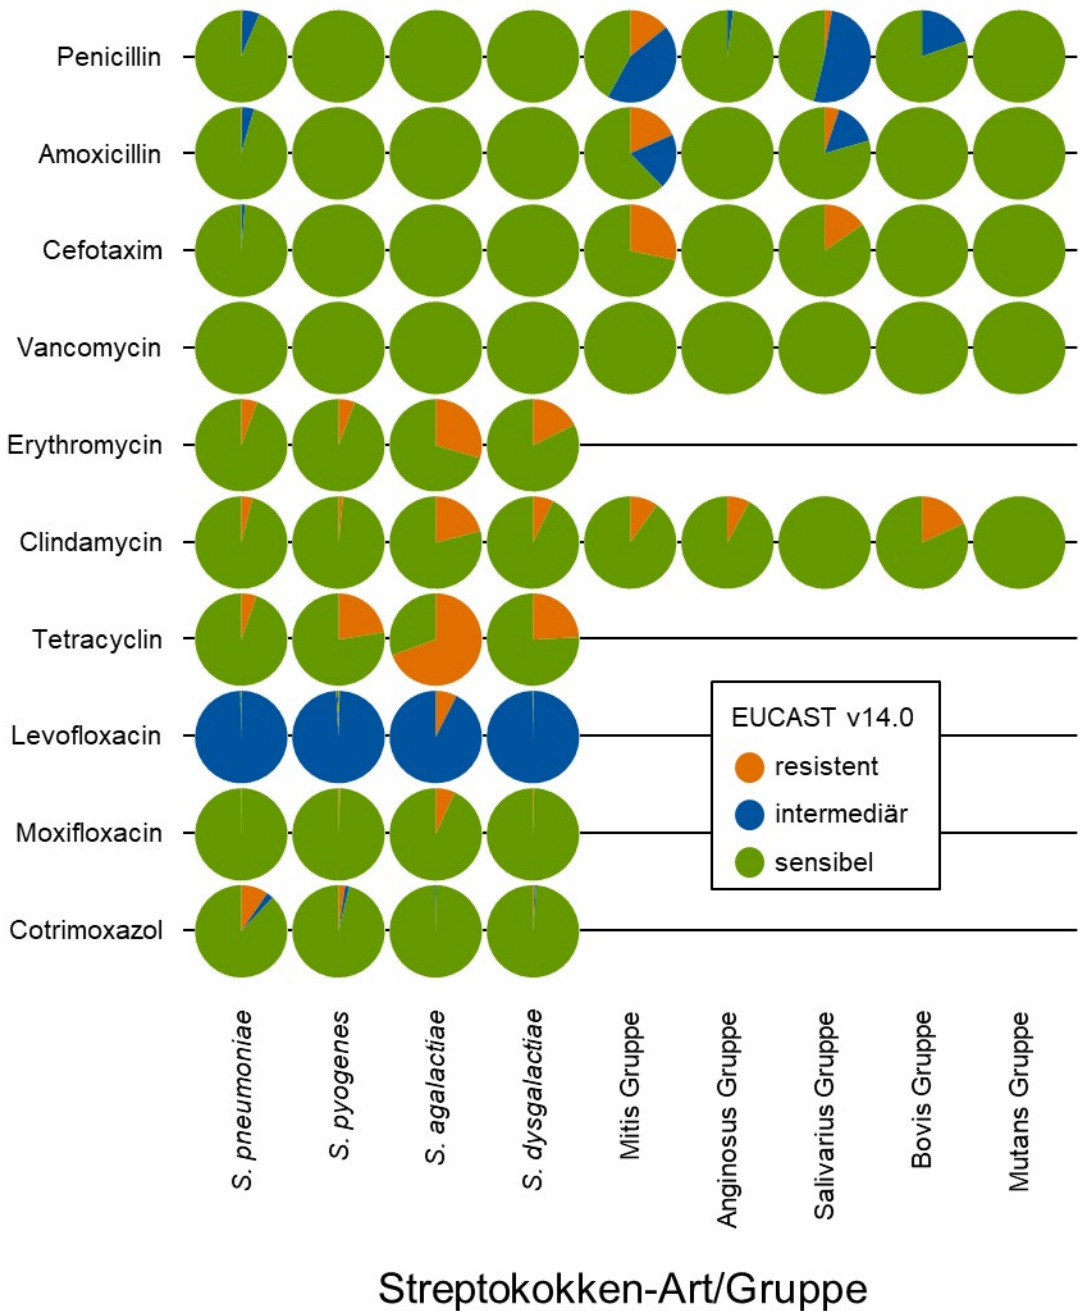 Penicillin
Amoxicillin
Cefotaxim
Vancomycin
Erythromycin
Clindamycin
Tetracyclin
Levofloxacin
Moxifloxacin
Cotrimoxazol
EUCAST v14.0
resistent
intermediär
sensibel
S. pneumoniae
S. pyogenes
S. agalactiae
S. dysgalactiae
Mitis Gruppe
Anginosus Gruppe
Salivarius Gruppe
Bovis Gruppe
Mutans Gruppe
Streptokokken-Art/Gruppe